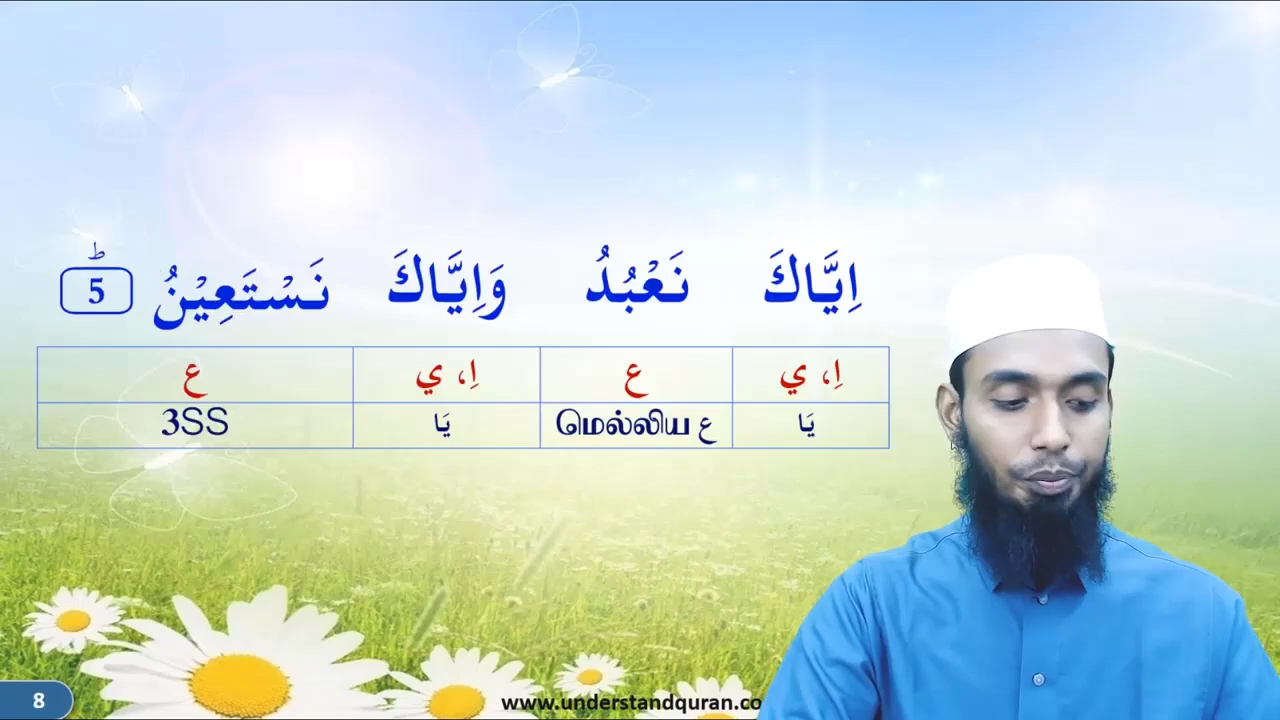 اِيَّاكَ نَعْبُدُ وَاِيَّاكَ نَسْتَعِيْنُ ؕ 5
اِ، ي ع اِ، ي ع
يَا மெல்லிய ع يَا 3SS
8
www.understandquran.co